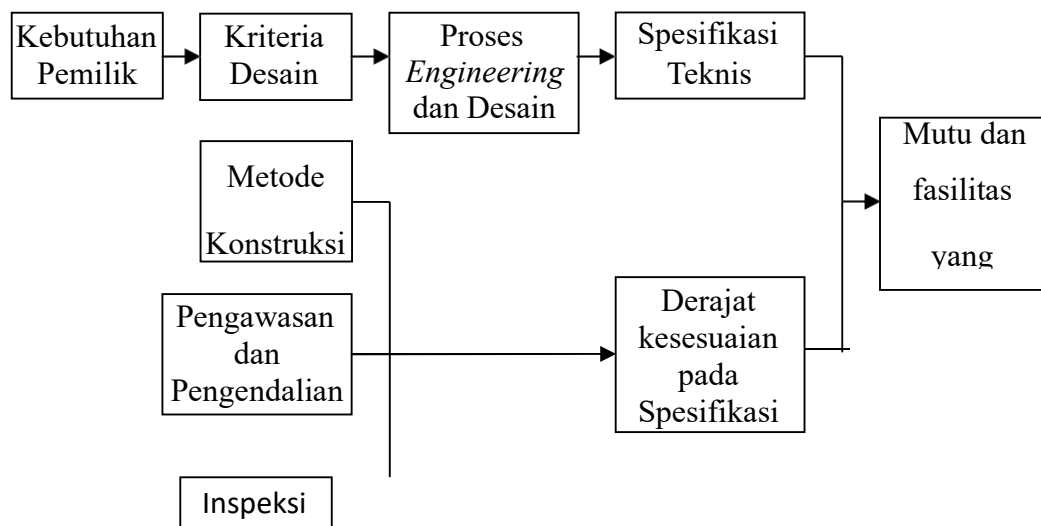 Kebutuhan
Pemilik
Kriteria
Desain
Proses
Engineering
dan Desain
Spesifikasi
Teknis
Mutu dan
fasilitas
yang
Metode
Konstruksi
Pengawasan
dan
Pengendalian
Derajat
kesesuaian
pada
Spesifikasi
Inspeksi